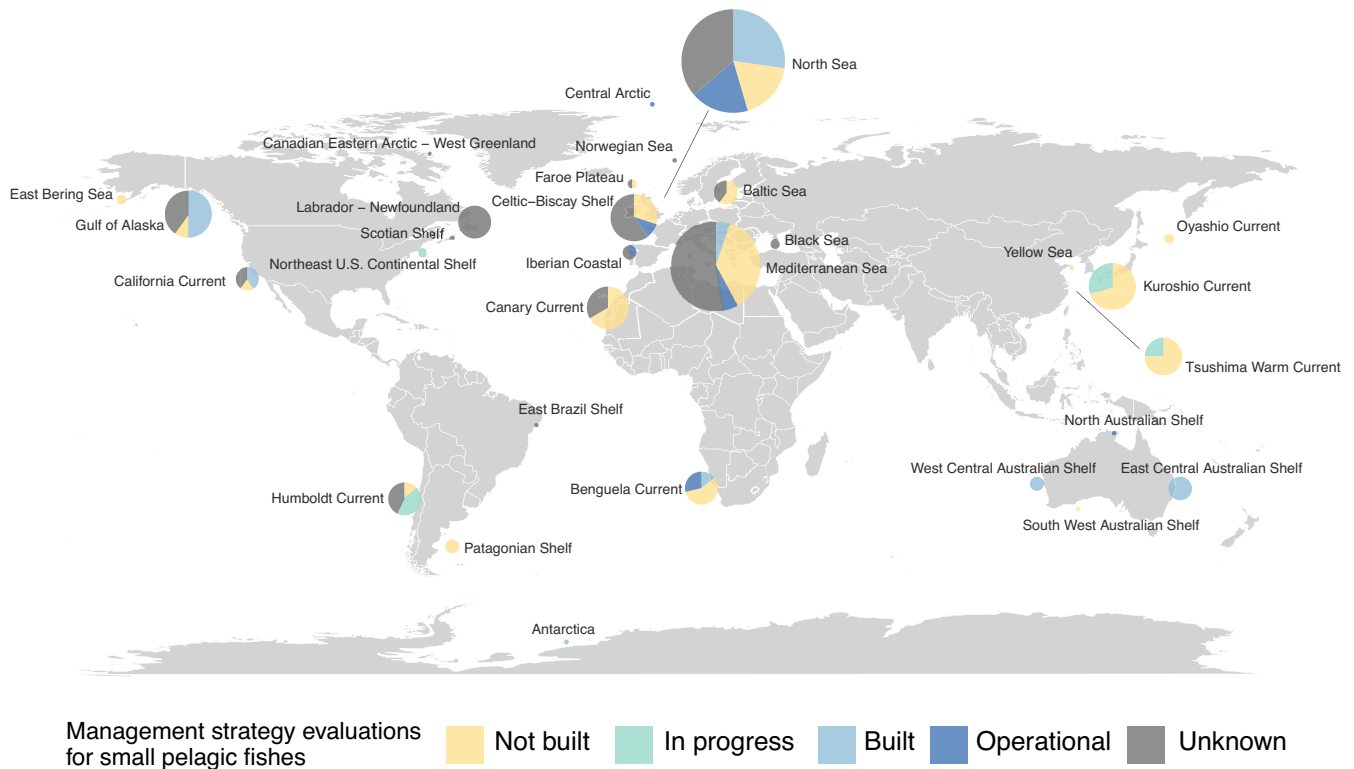 North Sea
Central Arctic
Canadian Eastern Arctic – West Greenland
Norwegian Sea
Faroe Plateau
Baltic Sea
East Bering Sea
Celtic–Biscay Shelf
Labrador – Newfoundland
Gulf of Alaska
Scotian Shelf
Oyashio Current
Black Sea
Yellow Sea
Northeast U.S. Continental Shelf
Iberian Coastal
Mediterranean Sea
California Current
Kuroshio Current
Canary Current
Tsushima Warm Current
East Brazil Shelf
North Australian Shelf
West Central Australian Shelf
East Central Australian Shelf
Benguela Current
Humboldt Current
South West Australian Shelf
Patagonian Shelf
Antarctica
Management strategy evaluations
for small pelagic fishes
Not built
In progress
Built
Operational
Unknown